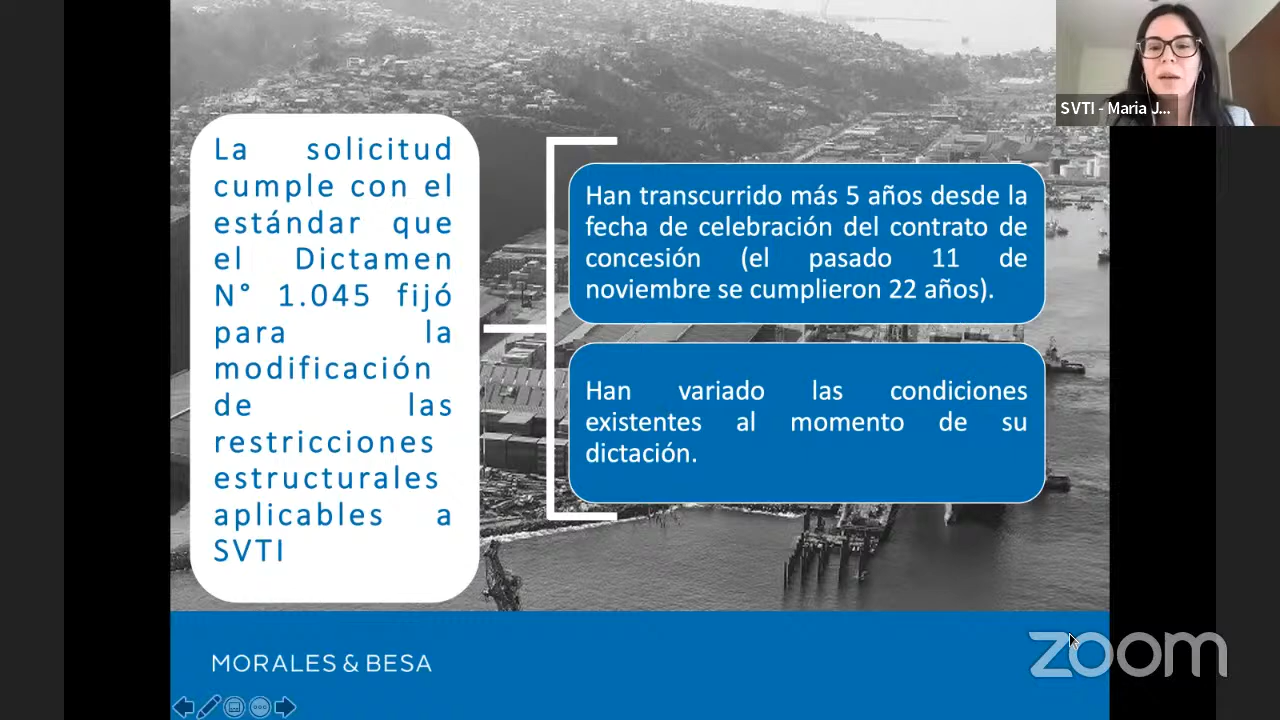 SVTI - Maria J...
La solicitud
cumple con el
estándar que
el Dictamen
N° 1.045 fijó
para la
modificación
de las
restricciones
estructurales
aplicables a
SVTI
Han transcurrido más 5 años desde la
fecha de celebración del contrato de
concesión (el pasado 11 de
noviembre se cumplieron 22 años).
Han variado las condiciones
existentes al momento de su
dictación.
MORALES & BESA
zoom